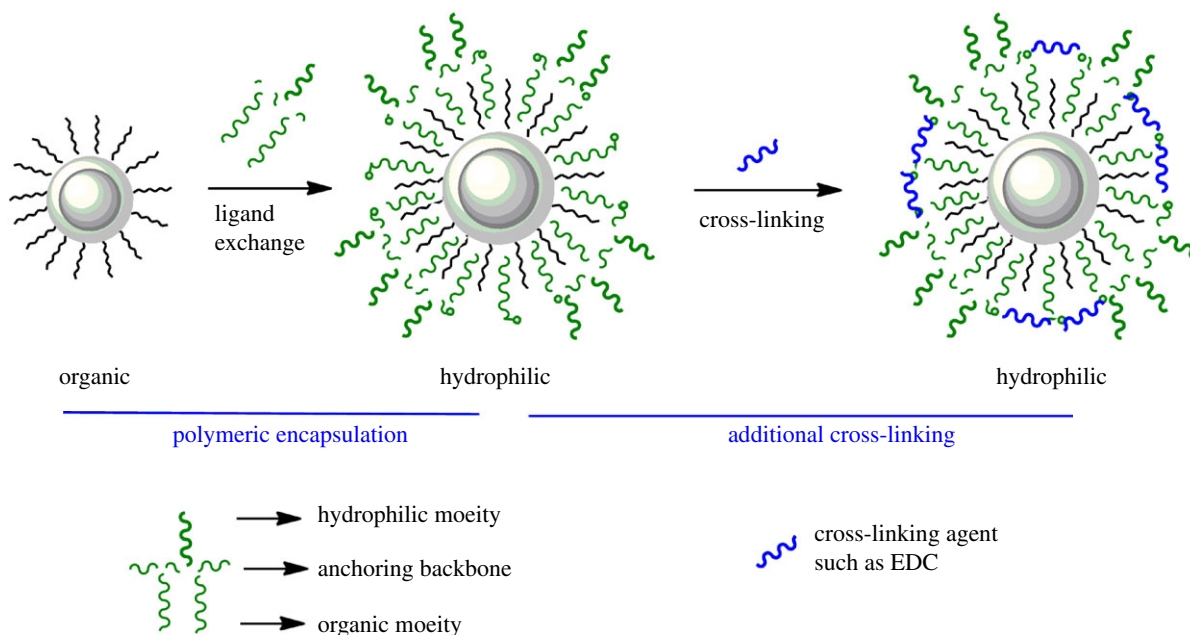 ligand
exchange
cross-linking
organic
hydrophilic
hydrophilic
polymeric encapsulation
additional cross-linking
hydrophilic moeity
anchoring backbone
organic moeity
cross-linking agent
such as EDC